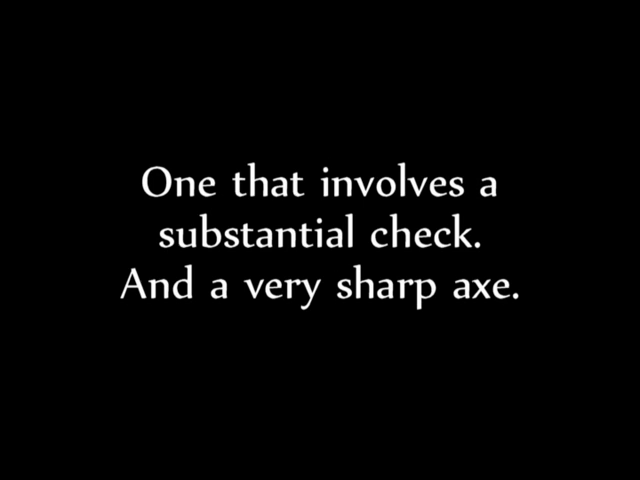 One that involves a
substantial check.
And a very sharp axe.